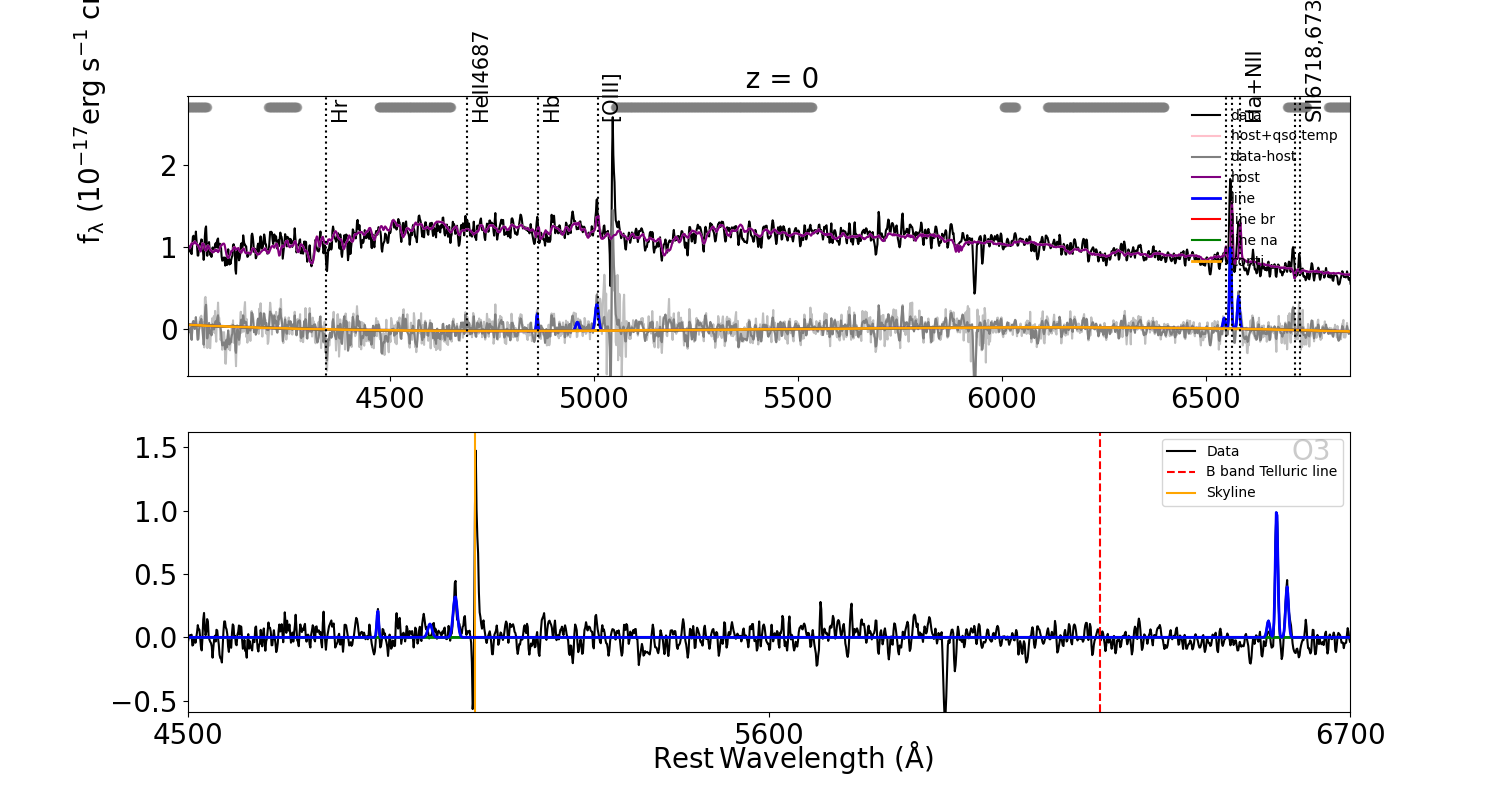 z = 0
f_λ (10^−17 erg s^−1
Hr
HeII4687
Hb
[OIII]
Ha+NII
SII6718,673
data
host+qso temp
data-host
host
line
line br
line na
2
1
0
4500 5000 5500 6000 6500
O3
Data
B band Telluric line
Skyline
1.5
1.0
0.5
0.0
−0.5
4500 5600 6700
Rest Wavelength (Å)